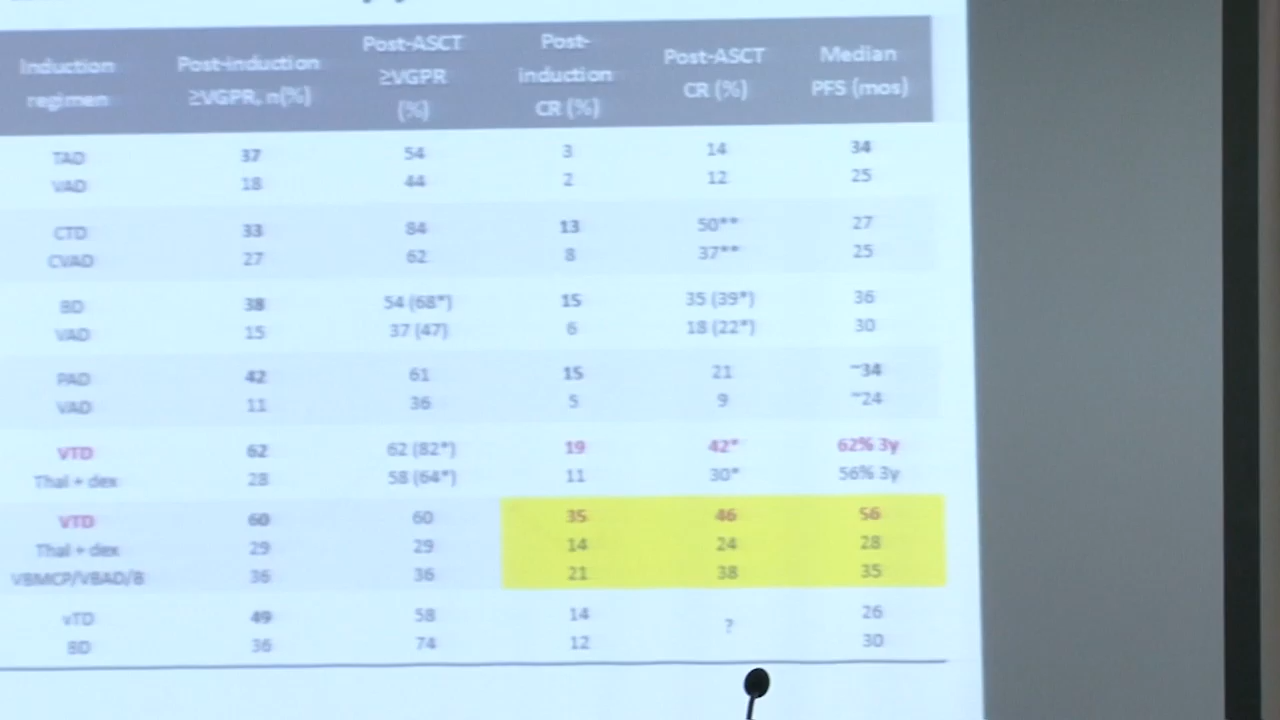 Induction regimen Post-induction ≥VGPR, n(%) Post-ASCT ≥VGPR (%) Post-induction CR (%) Post-ASCT CR (%) Median PFS (mos)
TAD 37 54 3 14 34
VAD 18 44 2 12 25
CTD 33 84 13 50** 27
CVAD 27 62 8 37** 25
BD 38 54 (68*) 15 35 (39*) 36
VAD 15 37 (47) 6 18 (22*) 30
PAD 42 61 15 21 ~34
VAD 11 36 5 9 ~24
VTD 62 62 (82*) 19 42* 62% 3y
Thal + dex 28 58 (64*) 11 30* 56% 3y
VTD 60 60 35 46 56
Thal + dex 29 29 14 24 28
VBMCP/VBAD/B 36 36 21 38 35
vTD 49 58 14 ? 26
BD 36 74 12 30